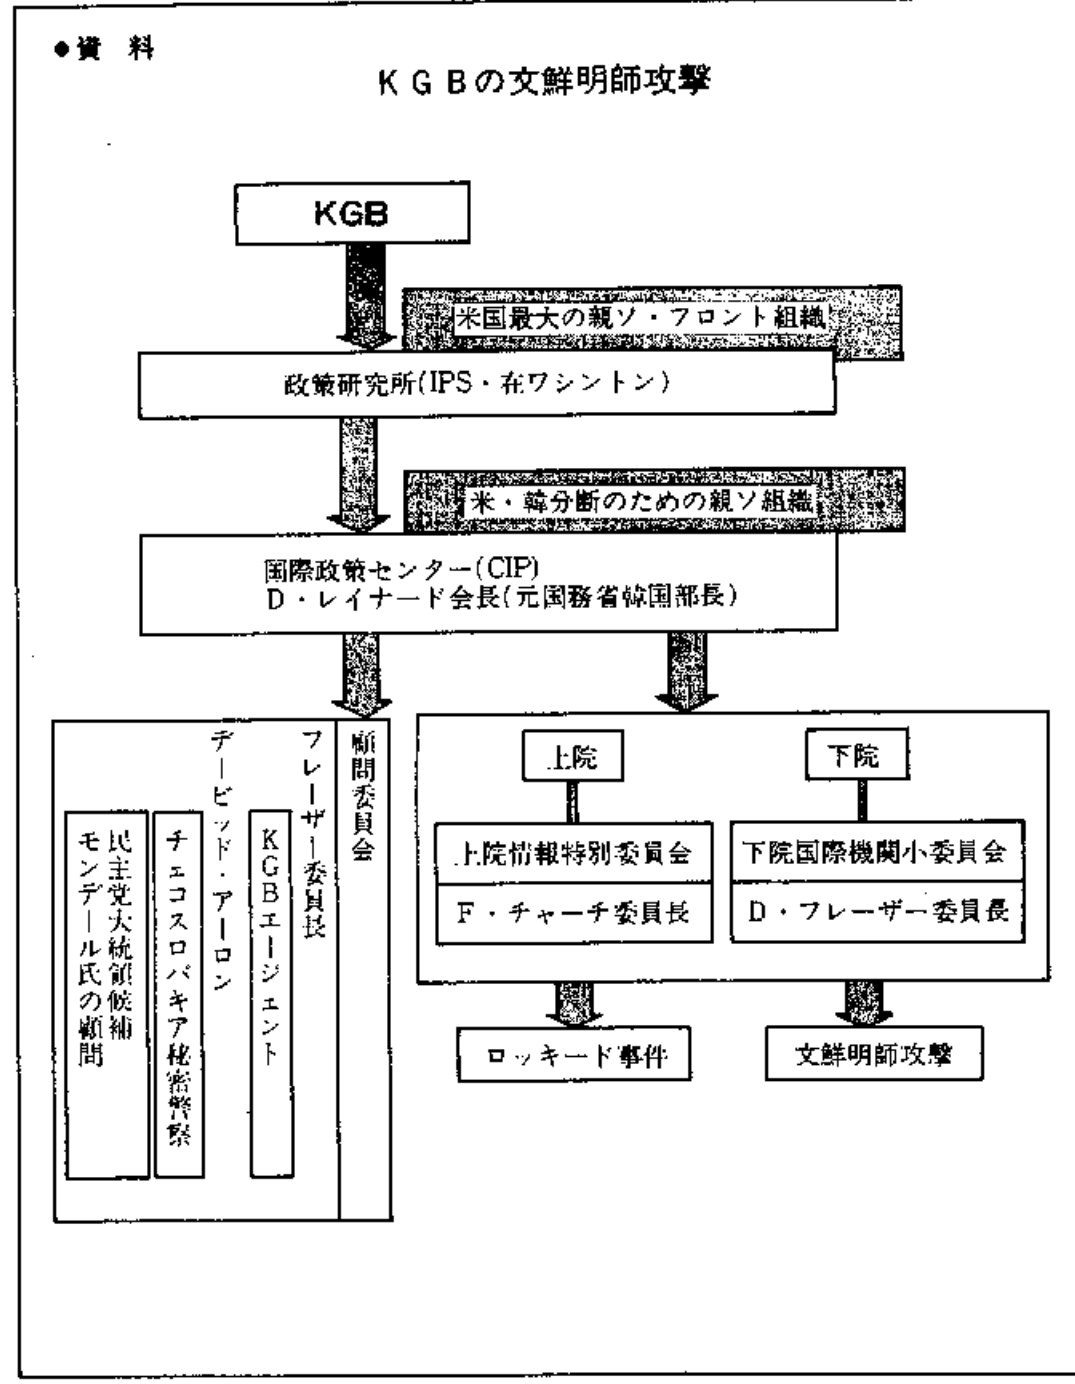 ●資 料
KGBの文鮮明師攻撃
KGB
米国最大の親ソ・フロント組織
政策研究所(IPS・在ワシントン)
米・韓分断のための親ソ組織
国際政策センター(CIP)
D・レイナード会長(元国務省韓国部長)
顧問委員会
フレーザー委員長
KGBエージェント
デービッド・アーロン
チェコスロバキア秘密警察
民主党大統領候補
モンデール氏の顧問
上院
上院情報特別委員会
F・チャーチ委員長
ロッキード事件
下院
下院国際機関小委員会
D・フレーザー委員長
文鮮明師攻撃